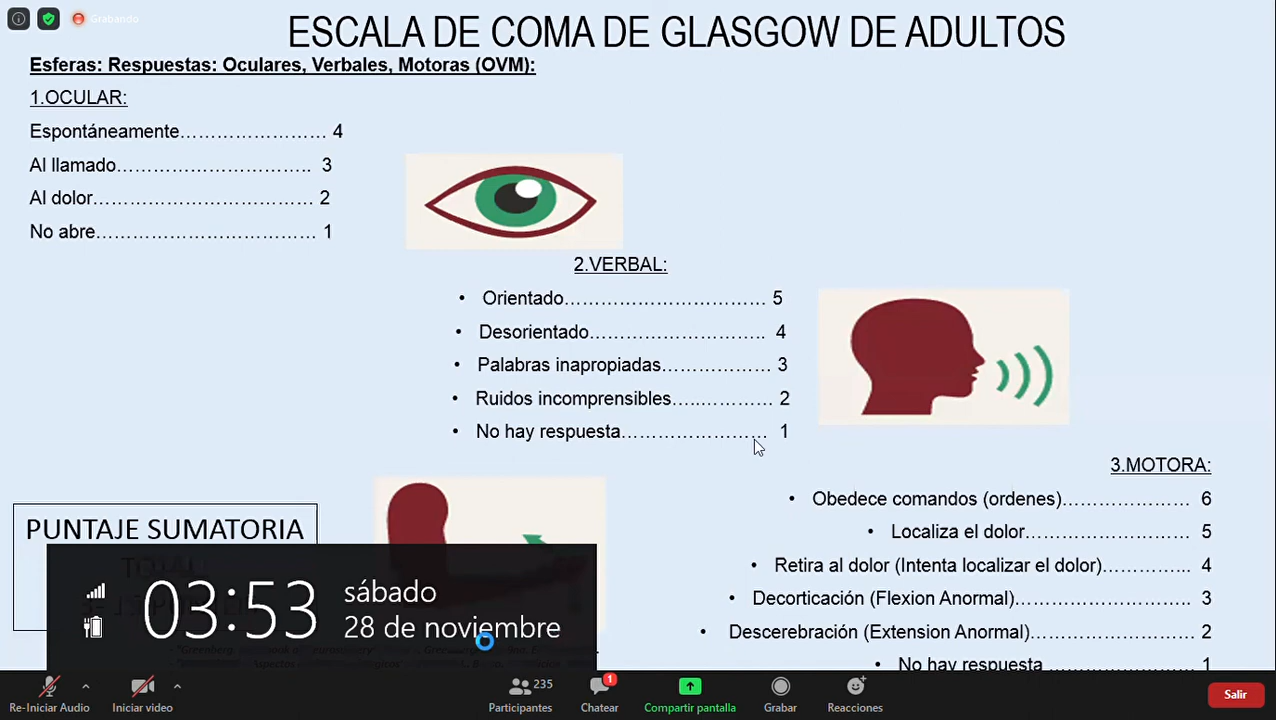 Grabando
ESCALA DE COMA DE GLASGOW DE ADULTOS
Esferas: Respuestas: Oculares, Verbales, Motoras (OVM):
1.OCULAR:
Espontáneamente…………………… 4
Al llamado………………………….. 3
Al dolor……………………………… 2
No abre……………………………… 1
2.VERBAL:
• Orientado…………………………… 5
• Desorientado……………………….. 4
• Palabras inapropiadas……………… 3
• Ruidos incomprensibles…..………… 2
• No hay respuesta…………………… 1
3.MOTORA:
• Obedece comandos (ordenes)………………… 6
• Localiza el dolor……………………… 5
• Retira al dolor (Intenta localizar el dolor)………….. 4
• Decorticación (Flexion Anormal)……………………….. 3
• Descerebración (Extension Anormal)…………………… 2
• No hay respuesta 1
PUNTAJE SUMATORIA
TOTAL
03:53
sábado
28 de noviembre
Re-Iniciar Audio
Iniciar video
235
Participantes
1
Chatear
Compartir pantalla
Grabar
Reacciones
Salir